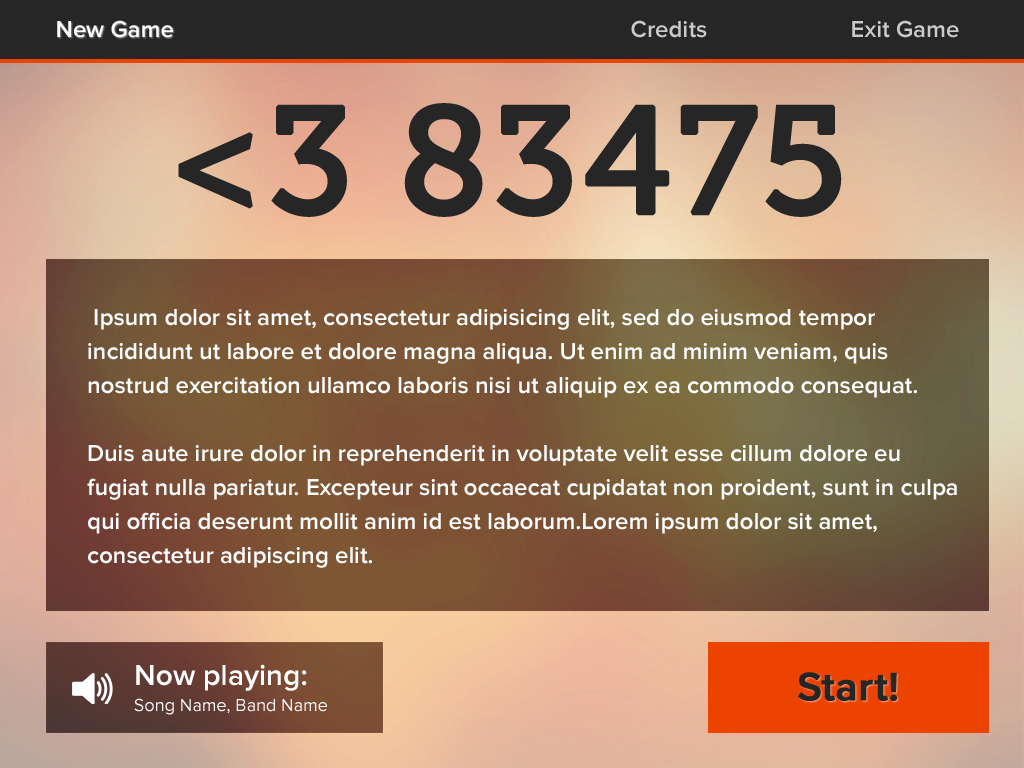 New Game Credits Exit Game
<3 83475
Ipsum dolor sit amet, consectetur adipisicing elit, sed do eiusmod tempor
incididunt ut labore et dolore magna aliqua. Ut enim ad minim veniam, quis
nostrud exercitation ullamco laboris nisi ut aliquip ex ea commodo consequat.
Duis aute irure dolor in reprehenderit in voluptate velit esse cillum dolore eu
fugiat nulla pariatur. Excepteur sint occaecat cupidatat non proident, sunt in culpa
qui officia deserunt mollit anim id est laborum.Lorem ipsum dolor sit amet,
consectetur adipiscing elit.
Now playing:
Song Name, Band Name
Start!